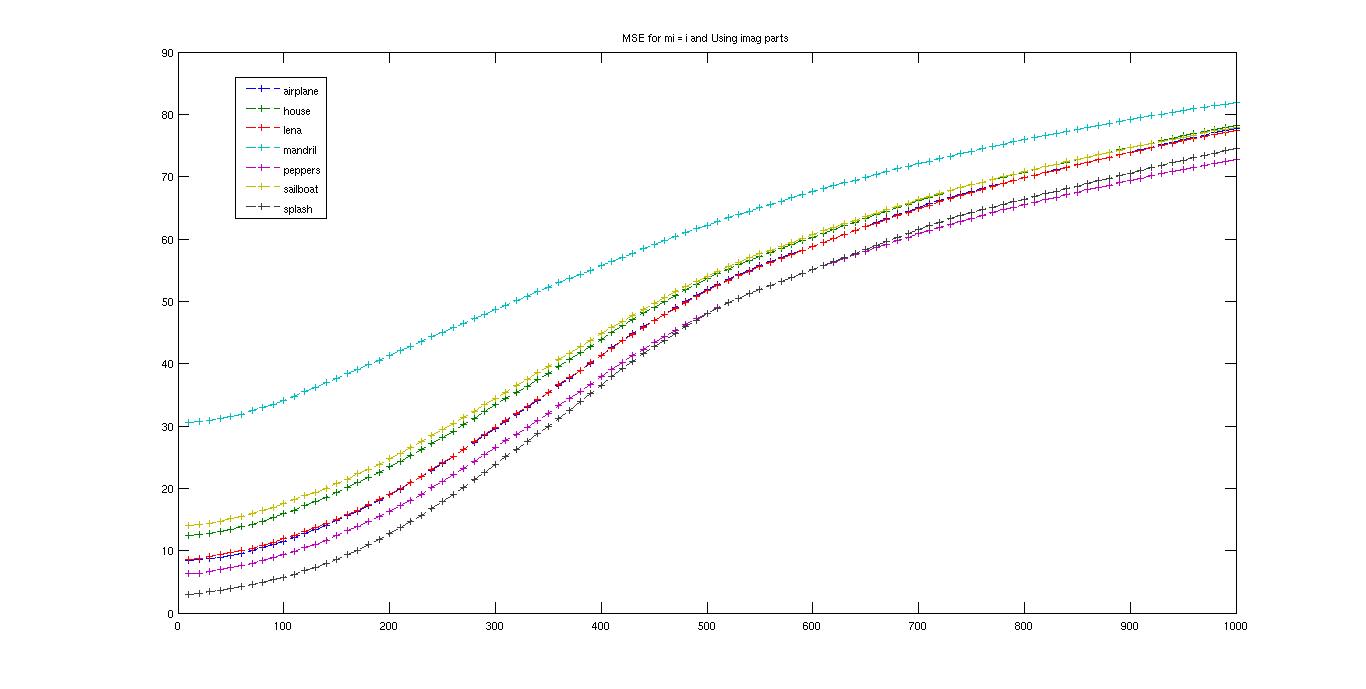 MSE for mi = i and Using imag parts
90
80
70
60
50
40
30
20
10
0
airplane
house
lena
mandril
peppers
sailboat
splash
0 100 200 300 400 500 600 700 800 900 1000